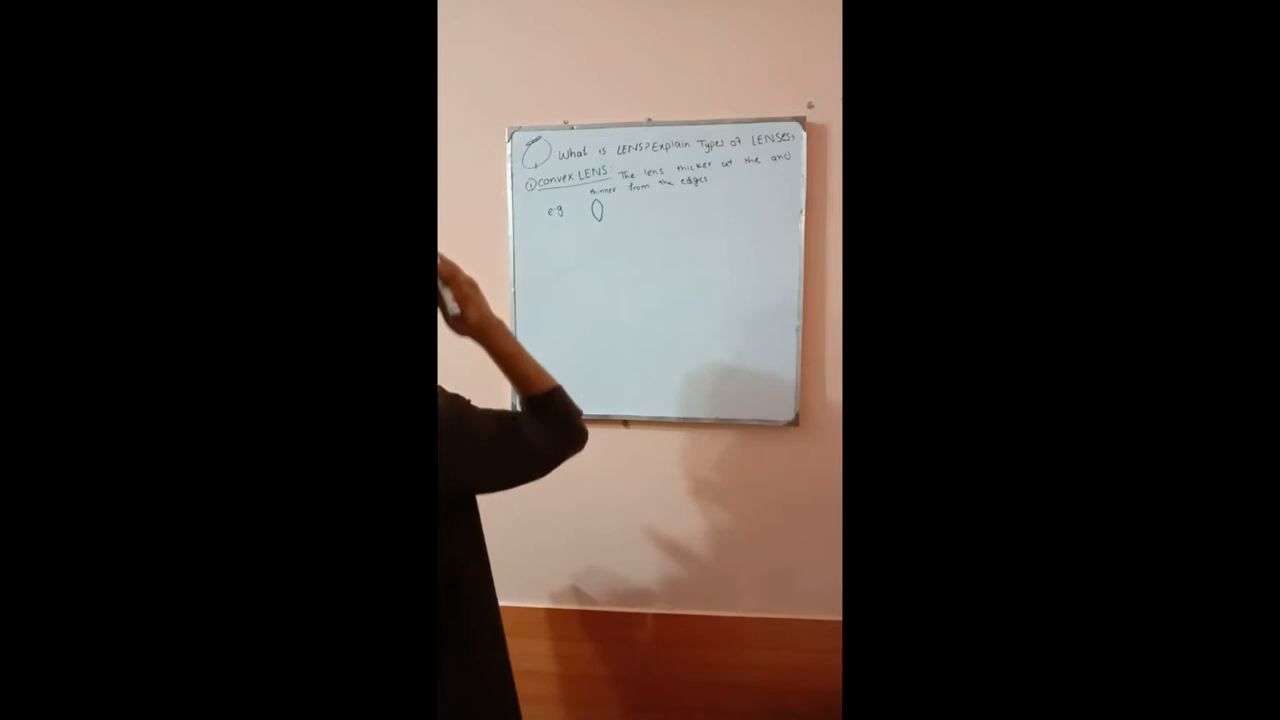 What is LENS? Explain Types of LENSES,
① convex LENS: The lens thicker at the and
thinner from the edges
e.g